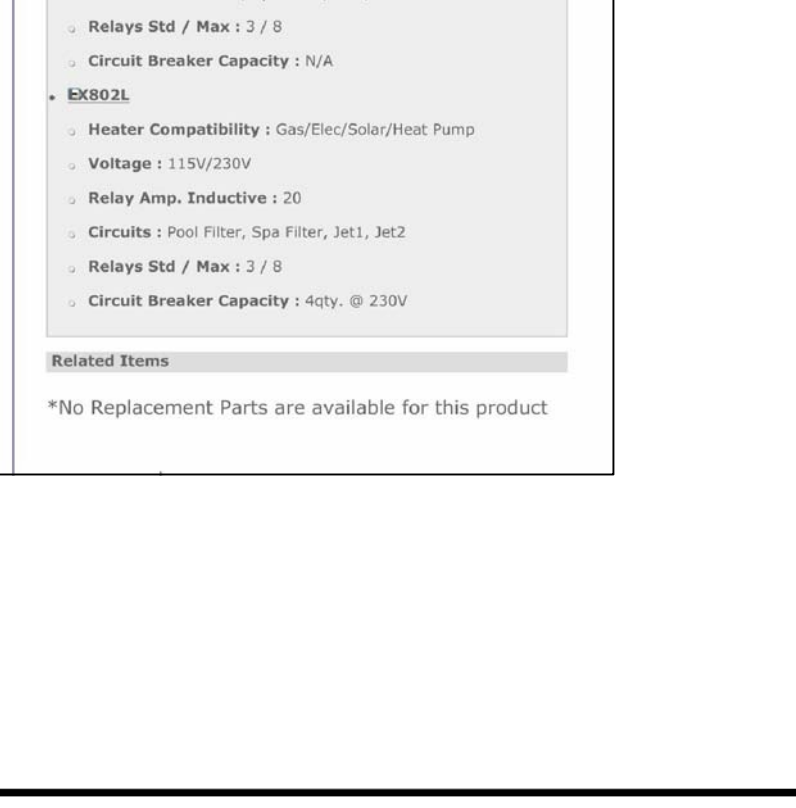 Relays Std / Max : 3 / 8
Circuit Breaker Capacity : N/A
EX802L
Heater Compatibility : Gas/Elec/Solar/Heat Pump
Voltage : 115V/230V
Relay Amp. Inductive : 20
Circuits : Pool Filter, Spa Filter, Jet1, Jet2
Relays Std / Max : 3 / 8
Circuit Breaker Capacity : 4qty. @ 230V
Related Items
*No Replacement Parts are available for this product